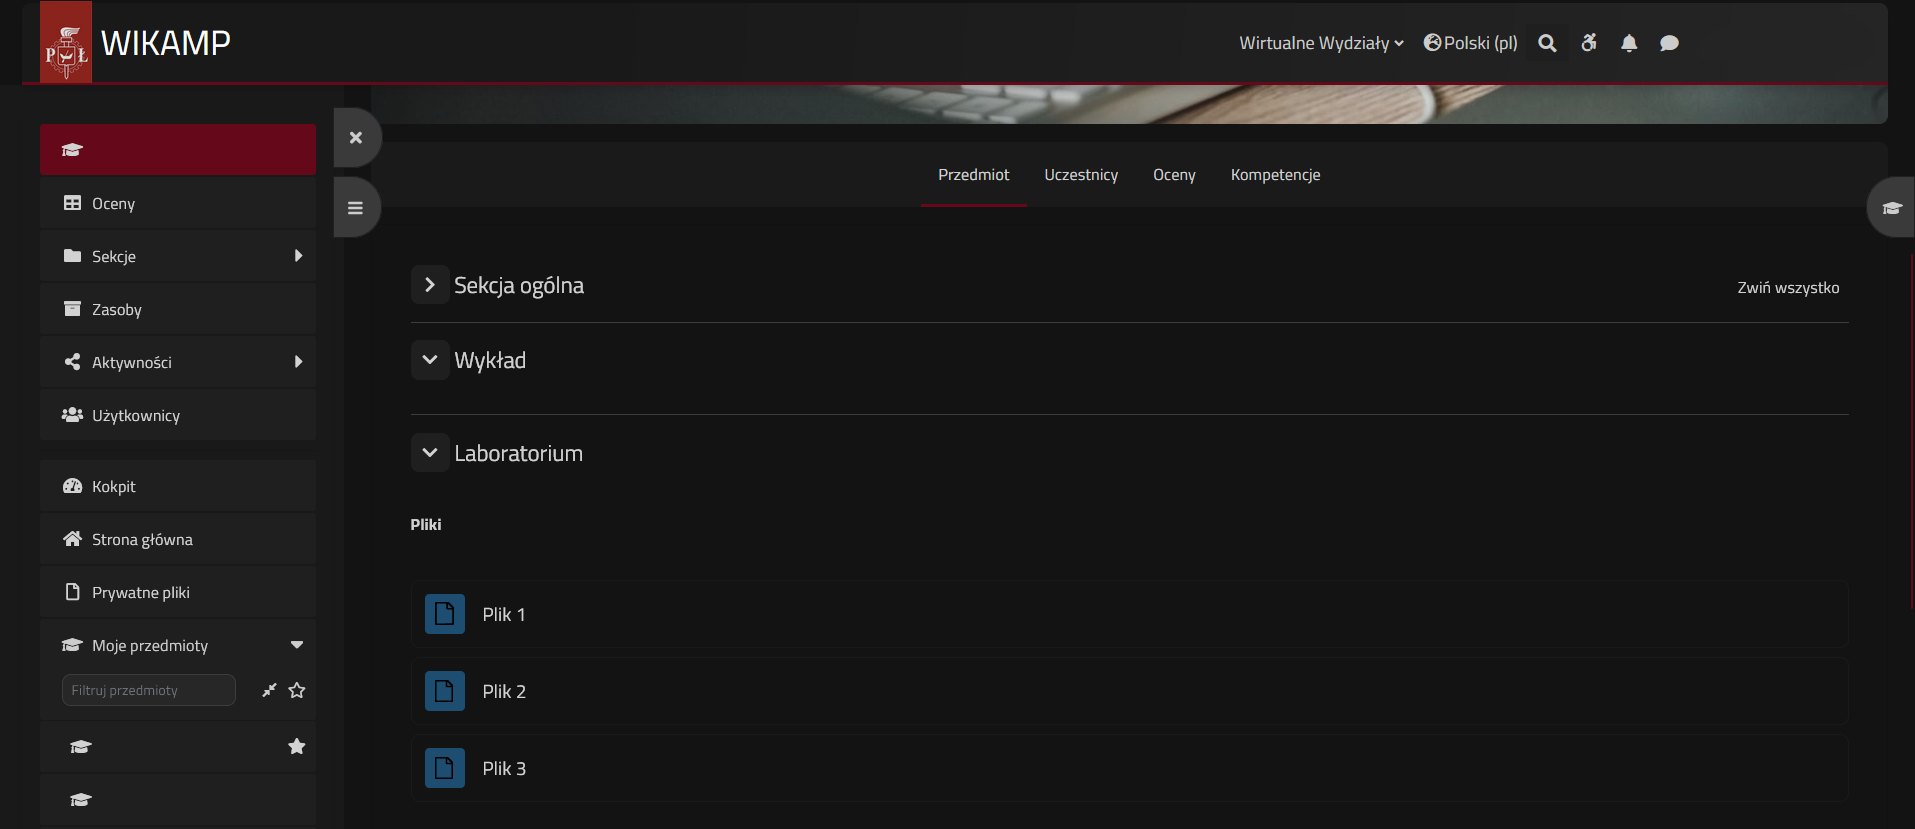 P Ł WIKAMP
Wirtualne Wydziały
Polski (pl)
Oceny
Sekcje
Zasoby
Aktywności
Użytkownicy
Kokpit
Strona główna
Prywatne pliki
Moje przedmioty
Filtruj przedmioty
Przedmiot
Uczestnicy
Oceny
Kompetencje
Sekcja ogólna
Zwiń wszystko
Wykład
Laboratorium
Pliki
Plik 1
Plik 2
Plik 3